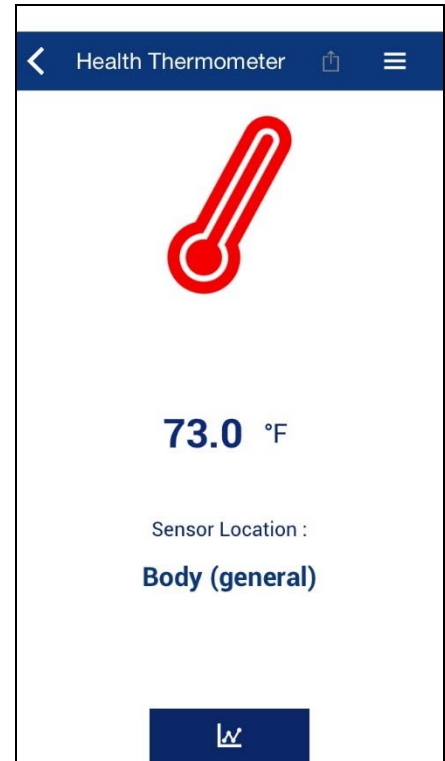 Health Thermometer
73.0 °F
Sensor Location :
Body (general)